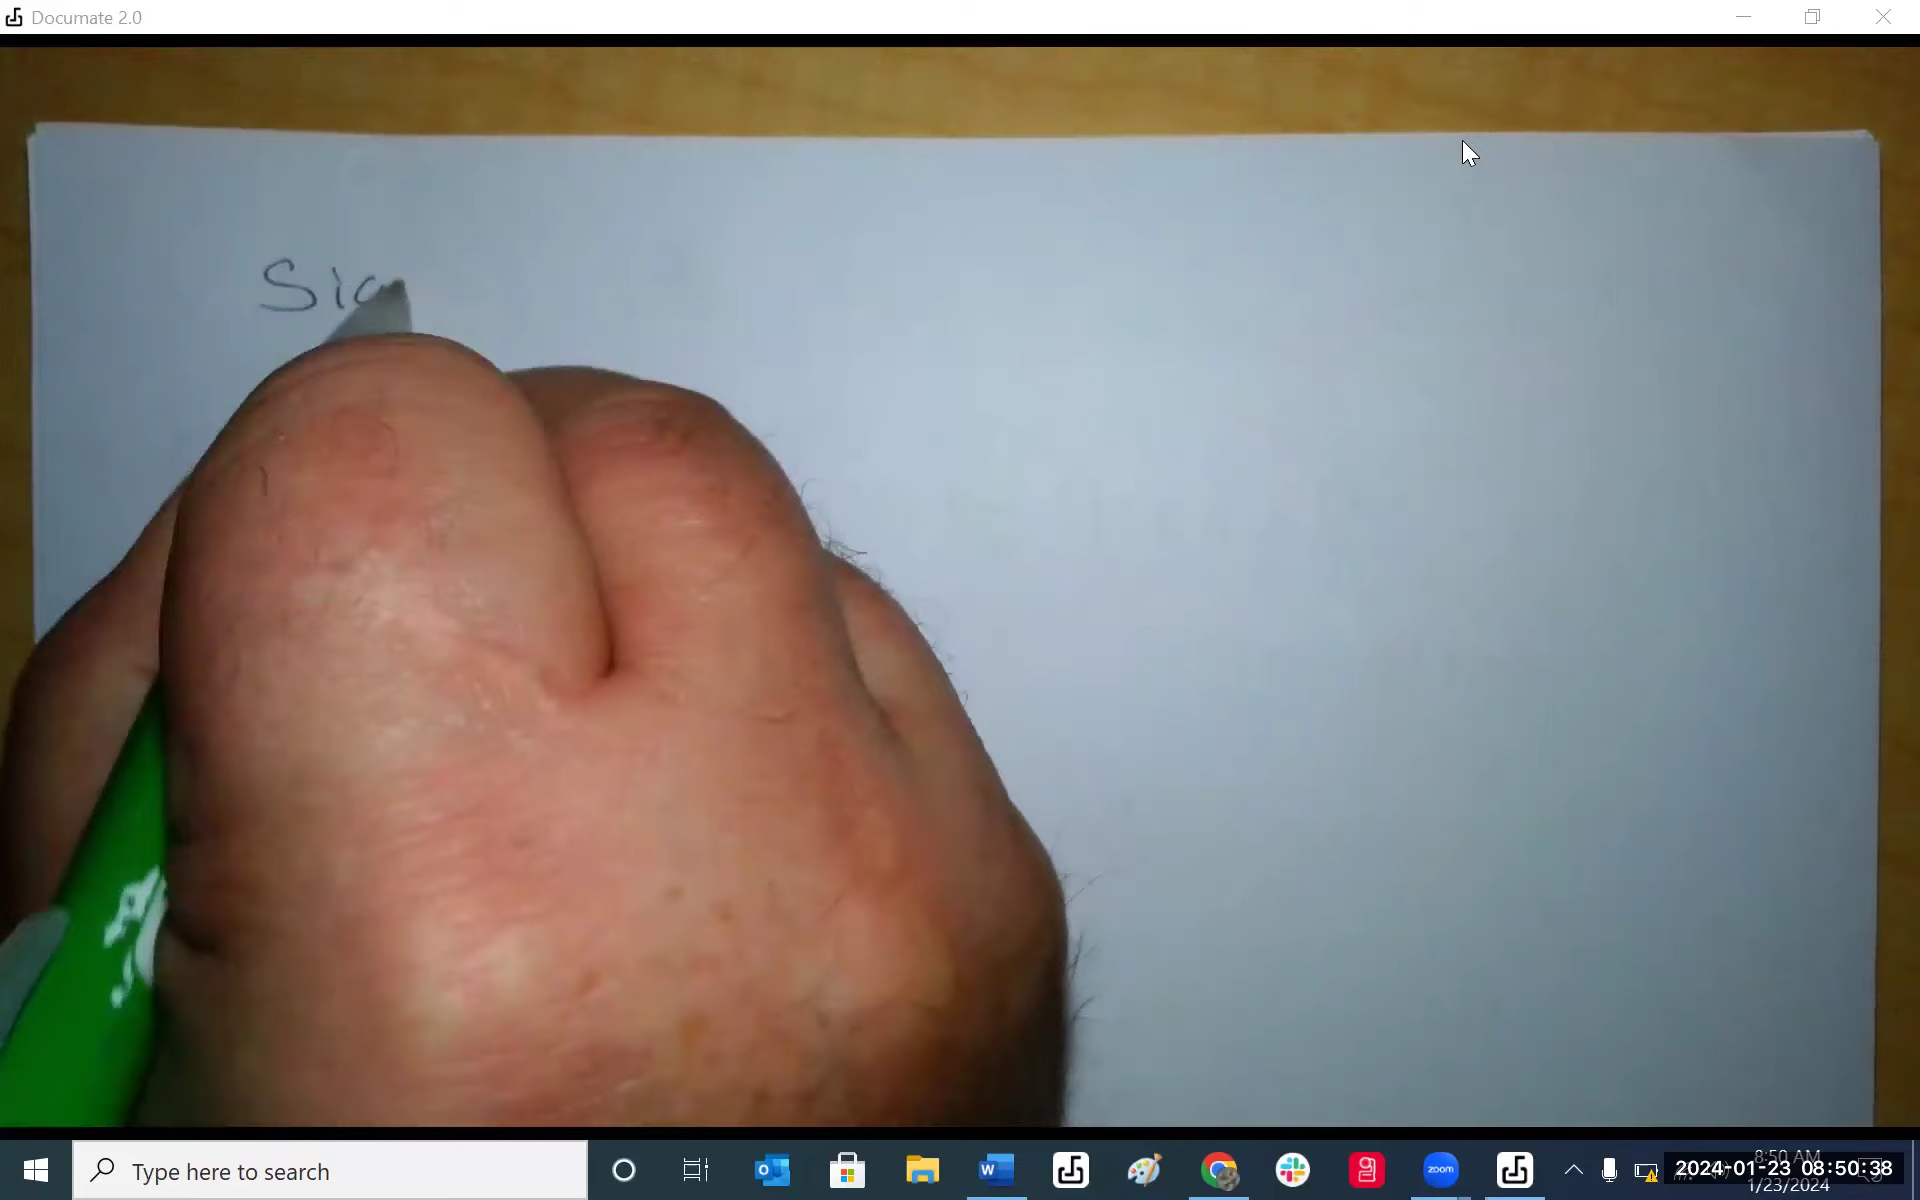 Documate 2.0
Type here to search
zoom
8:50 AM
2024-01-23 08:50:38
1/23/2024